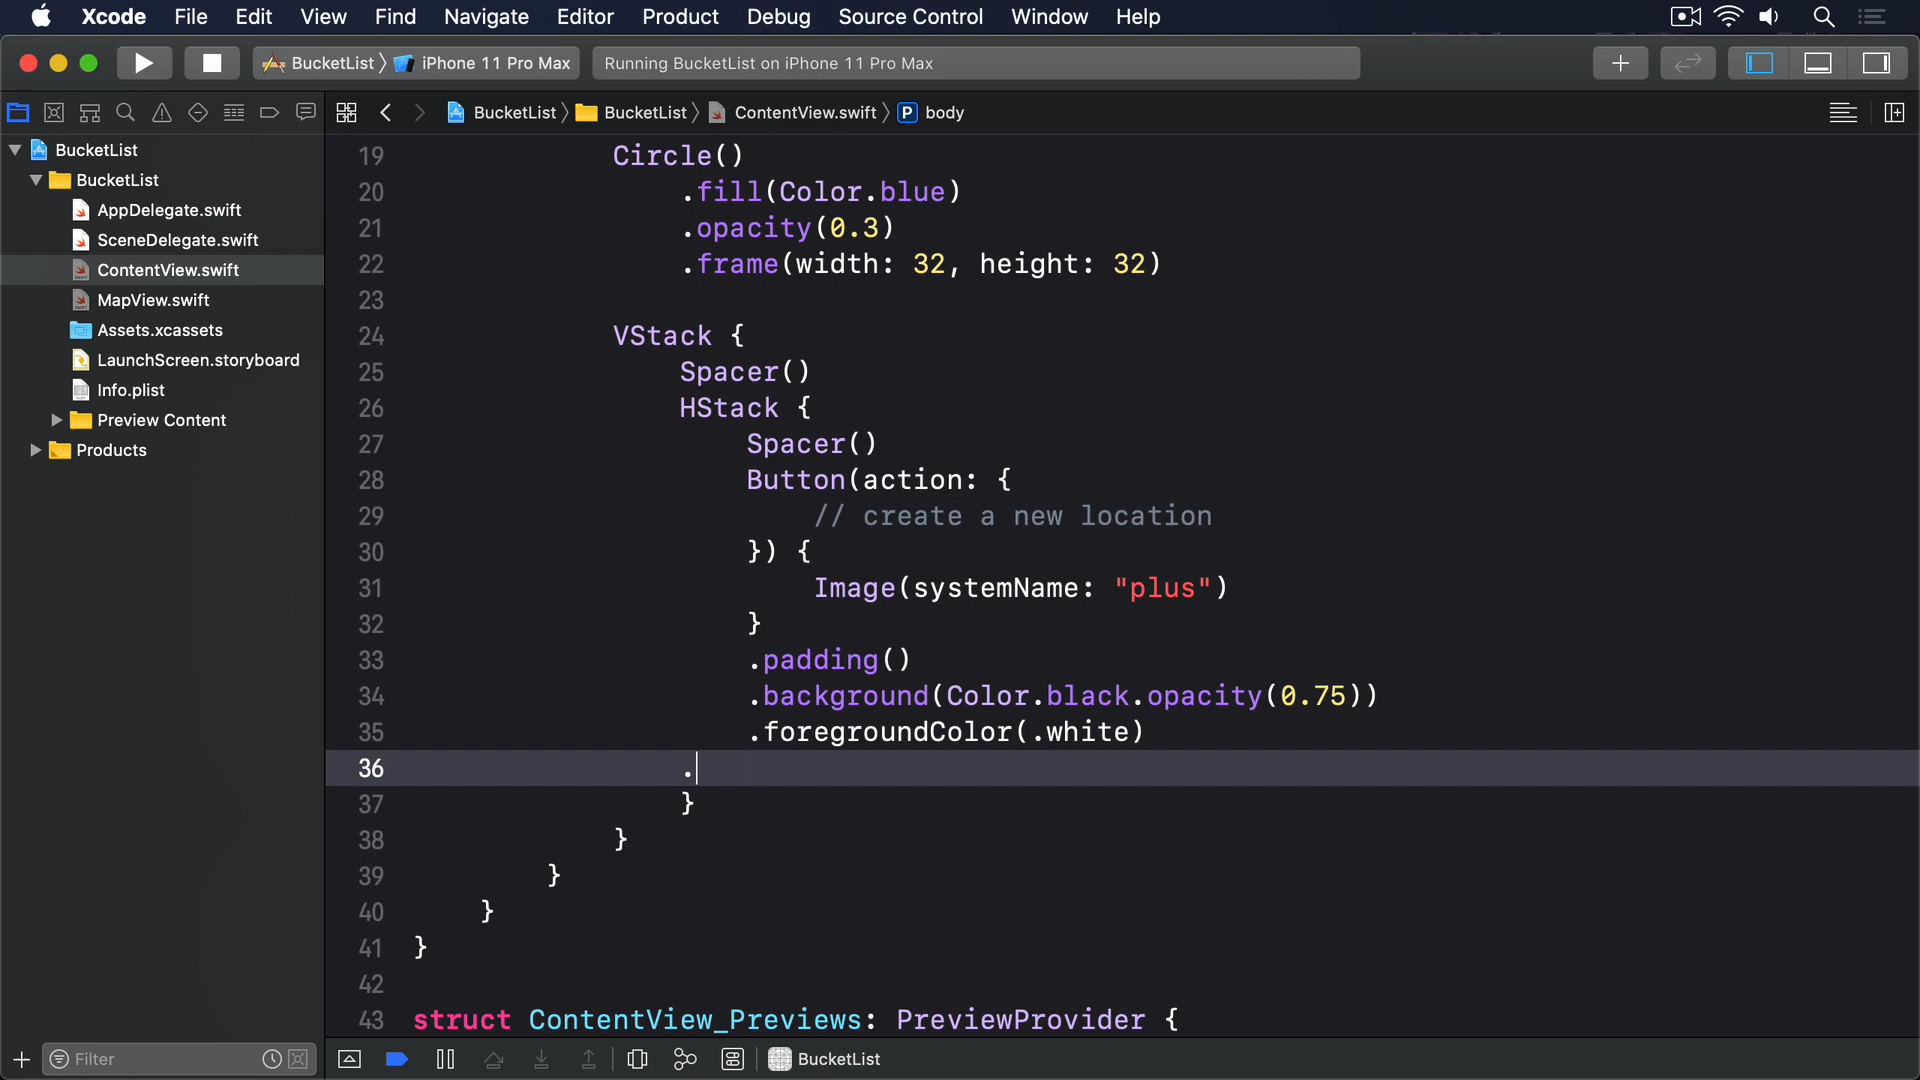 Xcode File Edit View Find Navigate Editor Product Debug Source Control Window Help
BucketList iPhone 11 Pro Max Running BucketList on iPhone 11 Pro Max
BucketList BucketList ContentView.swift P body
BucketList
BucketList
AppDelegate.swift
SceneDelegate.swift
ContentView.swift
MapView.swift
Assets.xcassets
LaunchScreen.storyboard
Info.plist
Preview Content
Products
19 Circle()
20 .fill(Color.blue)
21 .opacity(0.3)
22 .frame(width: 32, height: 32)
23
24 VStack {
25 Spacer()
26 HStack {
27 Spacer()
28 Button(action: {
29 // create a new location
30 }) {
31 Image(systemName: "plus")
32 }
33 .padding()
34 .background(Color.black.opacity(0.75))
35 .foregroundColor(.white)
36 .
37 }
38 }
39 }
40 }
41 }
42
43 struct ContentView_Previews: PreviewProvider {
Filter BucketList